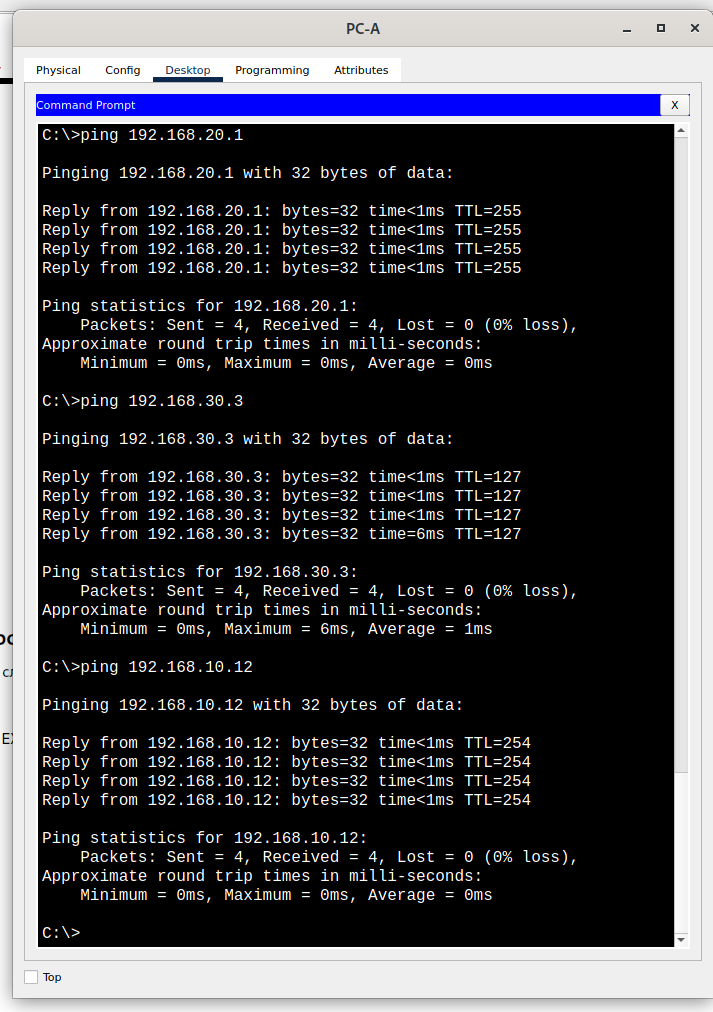 PC-A
Physical Config Desktop Programming Attributes
Command Prompt X
C:\>ping 192.168.20.1
Pinging 192.168.20.1 with 32 bytes of data:
Reply from 192.168.20.1: bytes=32 time<1ms TTL=255
Reply from 192.168.20.1: bytes=32 time<1ms TTL=255
Reply from 192.168.20.1: bytes=32 time<1ms TTL=255
Reply from 192.168.20.1: bytes=32 time<1ms TTL=255
Ping statistics for 192.168.20.1:
    Packets: Sent = 4, Received = 4, Lost = 0 (0% loss),
Approximate round trip times in milli-seconds:
    Minimum = 0ms, Maximum = 0ms, Average = 0ms
C:\>ping 192.168.30.3
Pinging 192.168.30.3 with 32 bytes of data:
Reply from 192.168.30.3: bytes=32 time<1ms TTL=127
Reply from 192.168.30.3: bytes=32 time<1ms TTL=127
Reply from 192.168.30.3: bytes=32 time<1ms TTL=127
Reply from 192.168.30.3: bytes=32 time=6ms TTL=127
Ping statistics for 192.168.30.3:
    Packets: Sent = 4, Received = 4, Lost = 0 (0% loss),
Approximate round trip times in milli-seconds:
    Minimum = 0ms, Maximum = 6ms, Average = 1ms
C:\>ping 192.168.10.12
Pinging 192.168.10.12 with 32 bytes of data:
Reply from 192.168.10.12: bytes=32 time<1ms TTL=254
Reply from 192.168.10.12: bytes=32 time<1ms TTL=254
Reply from 192.168.10.12: bytes=32 time<1ms TTL=254
Reply from 192.168.10.12: bytes=32 time<1ms TTL=254
Ping statistics for 192.168.10.12:
    Packets: Sent = 4, Received = 4, Lost = 0 (0% loss),
Approximate round trip times in milli-seconds:
    Minimum = 0ms, Maximum = 0ms, Average = 0ms
C:\>
Top